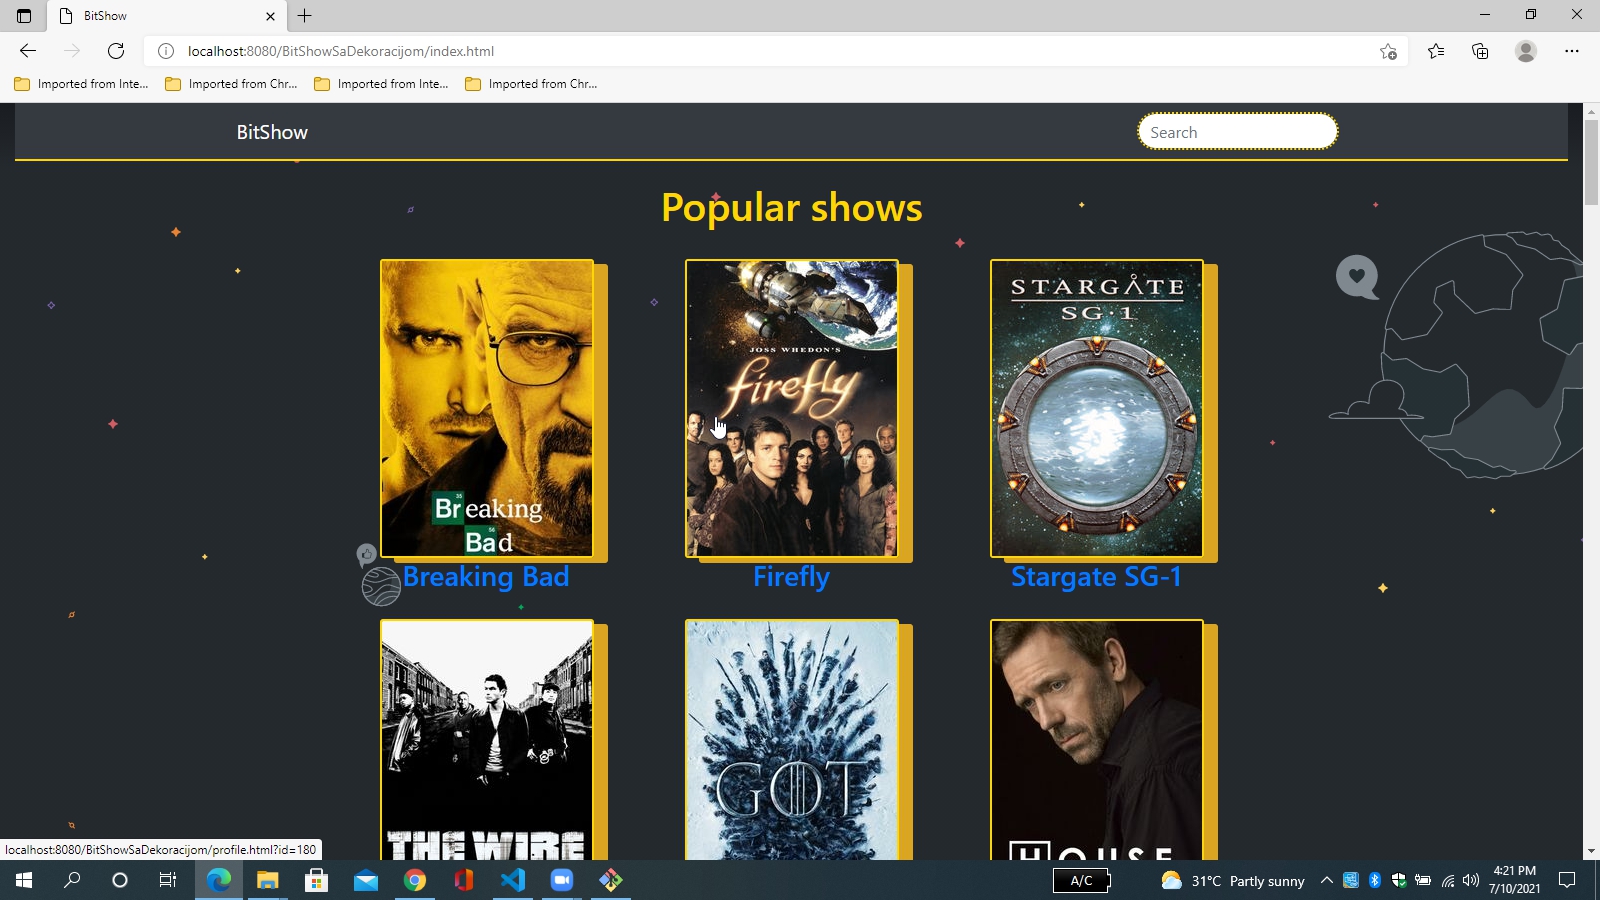 BitShow
localhost:8080/BitShowSaDekoracijom/index.html
Imported from Inte...
Imported from Chr...
Imported from Inte...
Imported from Chr...
BitShow
Search
Popular shows
JOSS WHEDON'S
firefly
STARGATE
SG·1
35
Breaking
56
Bad
Breaking Bad
Firefly
Stargate SG-1
THE WIRE
GOT
HOUSE
localhost:8080/BitShowSaDekoracijom/profile.html?id=180
A/C
31°C Partly sunny
4:21 PM
7/10/2021